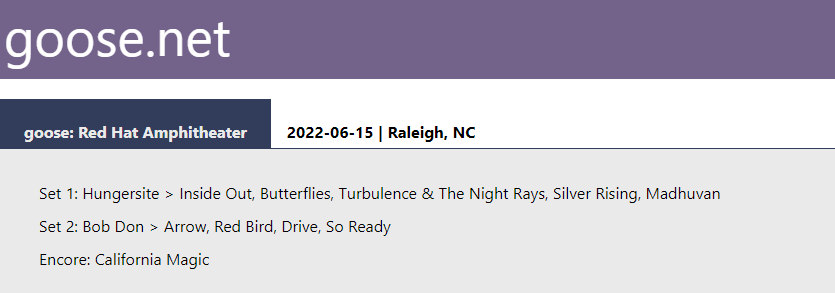 goose.net
goose: Red Hat Amphitheater
2022-06-15 | Raleigh, NC
Set 1: Hungersite > Inside Out, Butterflies, Turbulence & The Night Rays, Silver Rising, Madhuvan
Set 2: Bob Don > Arrow, Red Bird, Drive, So Ready
Encore: California Magic